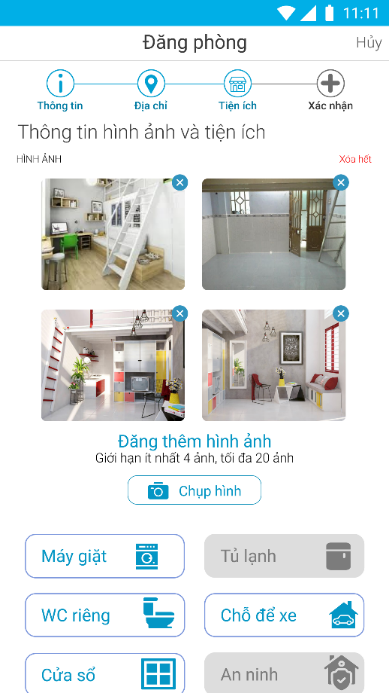 11:11
Đăng phòng
Hủy
Thông tin
Địa chỉ
Tiện ích
Xác nhận
Thông tin hình ảnh và tiện ích
HÌNH ẢNH
Xóa hết
Đăng thêm hình ảnh
Giới hạn ít nhất 4 ảnh, tối đa 20 ảnh
Chụp hình
Máy giặt
Tủ lạnh
WC riêng
Chỗ để xe
Cửa sổ
An ninh